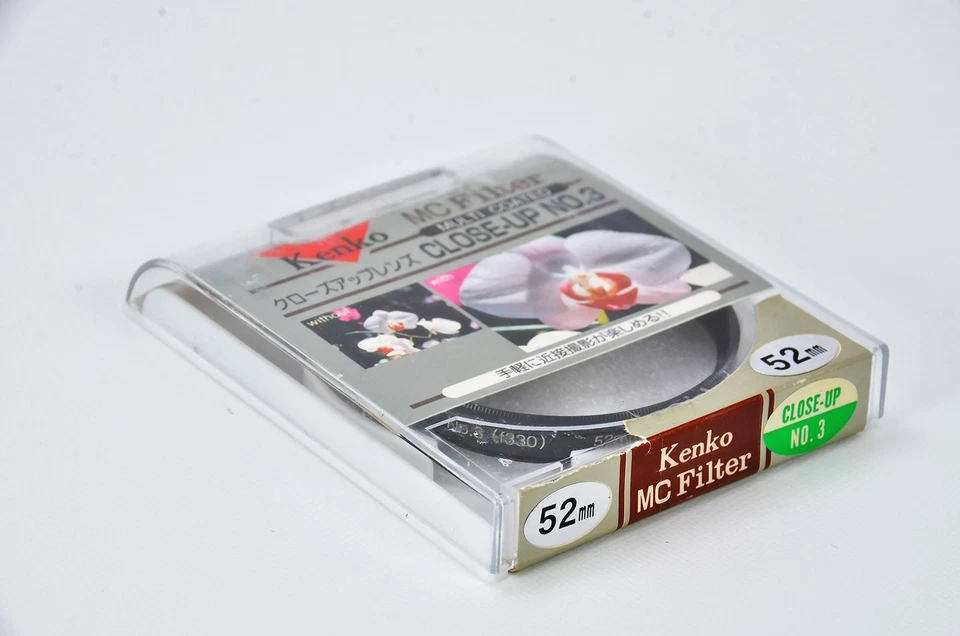 Kenko
MC Filter
MULTI COATED
クローズアップレンズ CLOSE-UP NO.3
without
with
手軽に近接撮影が楽しめる!!
No.3 (f330)
52
52mm
52mm
Kenko
MC Filter
CLOSE-UP
NO.3